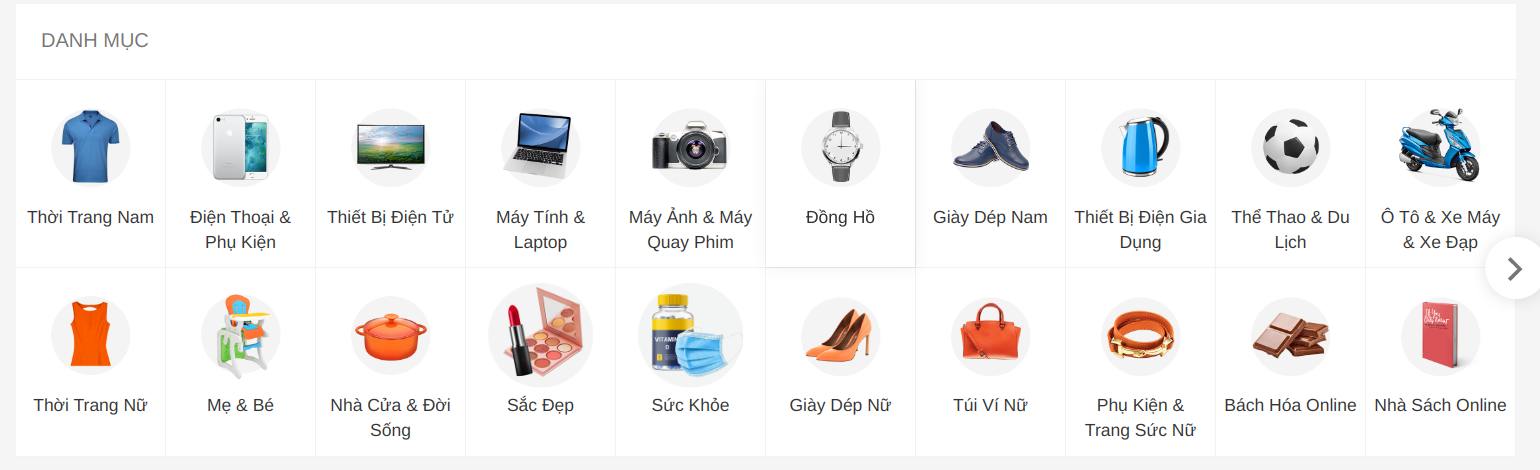 DANH MỤC
Thời Trang Nam
Điện Thoại &
Phụ Kiện
Thiết Bị Điện Tử
Máy Tính &
Laptop
Máy Ảnh & Máy
Quay Phim
Đồng Hồ
Giày Dép Nam
Thiết Bị Điện Gia
Dụng
Thể Thao & Du
Lịch
Ô Tô & Xe Máy
& Xe Đạp
Thời Trang Nữ
Mẹ & Bé
Nhà Cửa & Đời
Sống
Sắc Đẹp
VITAMIN
D
Sức Khỏe
Giày Dép Nữ
Túi Ví Nữ
Phụ Kiện &
Trang Sức Nữ
Bách Hóa Online
Nhà Sách Online